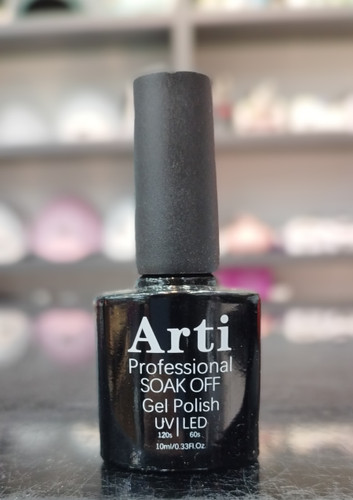 Arti
Professional
SOAK OFF
Gel Polish
UV|LED
120s 60s
10ml/0.33Fl.Oz.